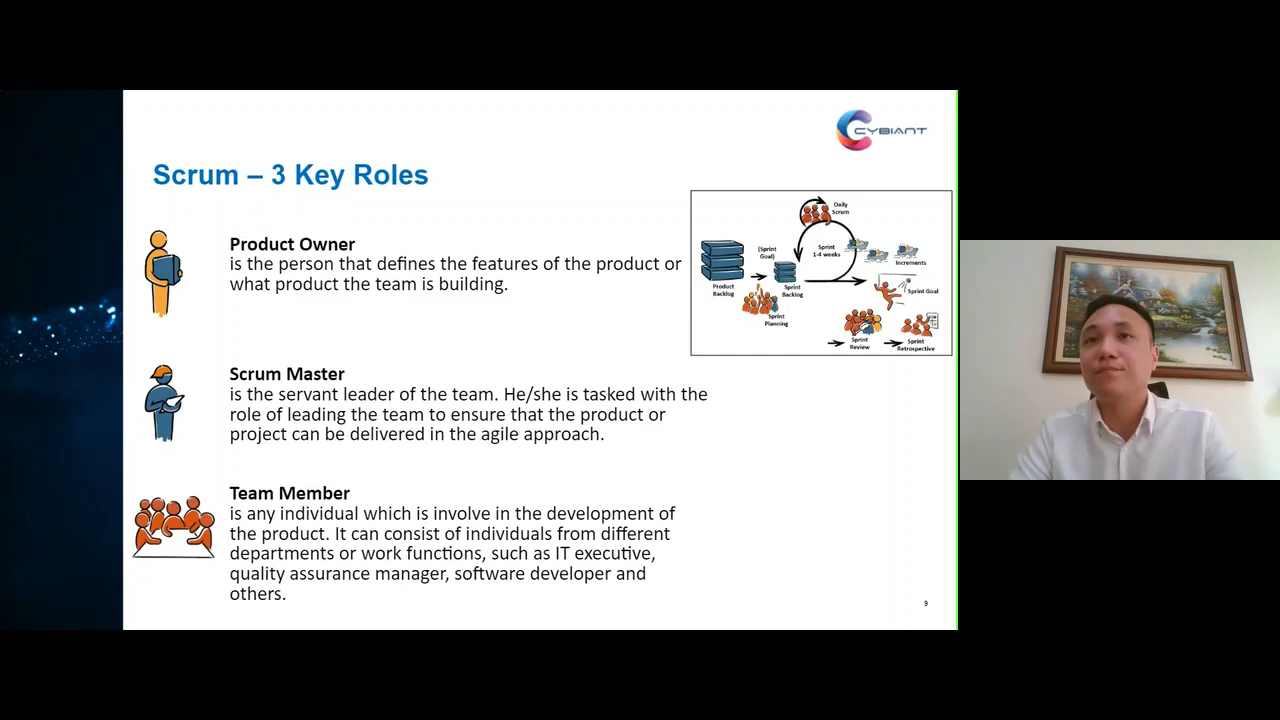 CYBIANT
Scrum – 3 Key Roles
Product Owner
is the person that defines the features of the product or
what product the team is building.
Scrum Master
is the servant leader of the team. He/she is tasked with the
role of leading the team to ensure that the product or
project can be delivered in the agile approach.
Team Member
is any individual which is involve in the development of
the product. It can consist of individuals from different
departments or work functions, such as IT executive,
quality assurance manager, software developer and
others.
Daily
Scrum
(Sprint
Goal)
Sprint
1-4 weeks
Increments
Product
Backlog
Sprint
Backlog
Sprint Goal
Sprint
Planning
Sprint
Review
Sprint
Retrospective
9